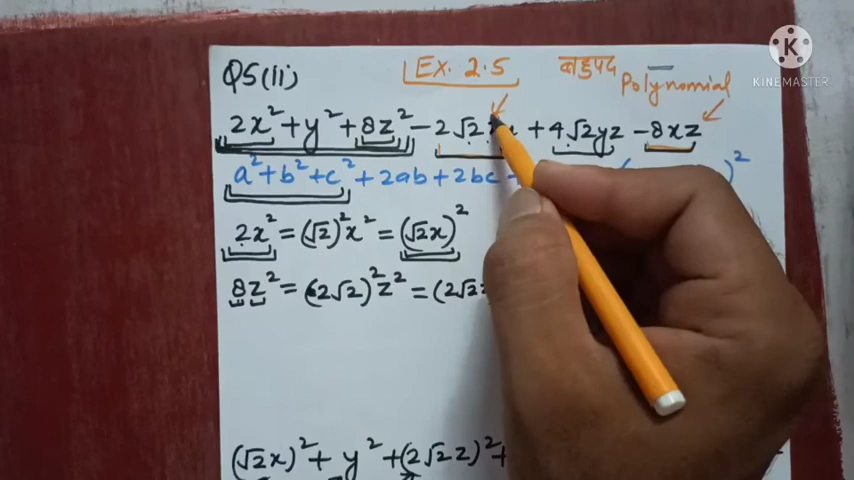 Ex. 2.5 बहुपद
K
KINEMASTER
Q5(ii) Polynomial
2x² + y² + 8z² - 2√2 + 4√2yz - 8xz
a² + b² + c² + 2ab + 2bc )²
2x² = (√2)²x² = (√2x)²
8z² = (2√2)²z² = (2√2
(√2x)² + y² + (2√2z)² +